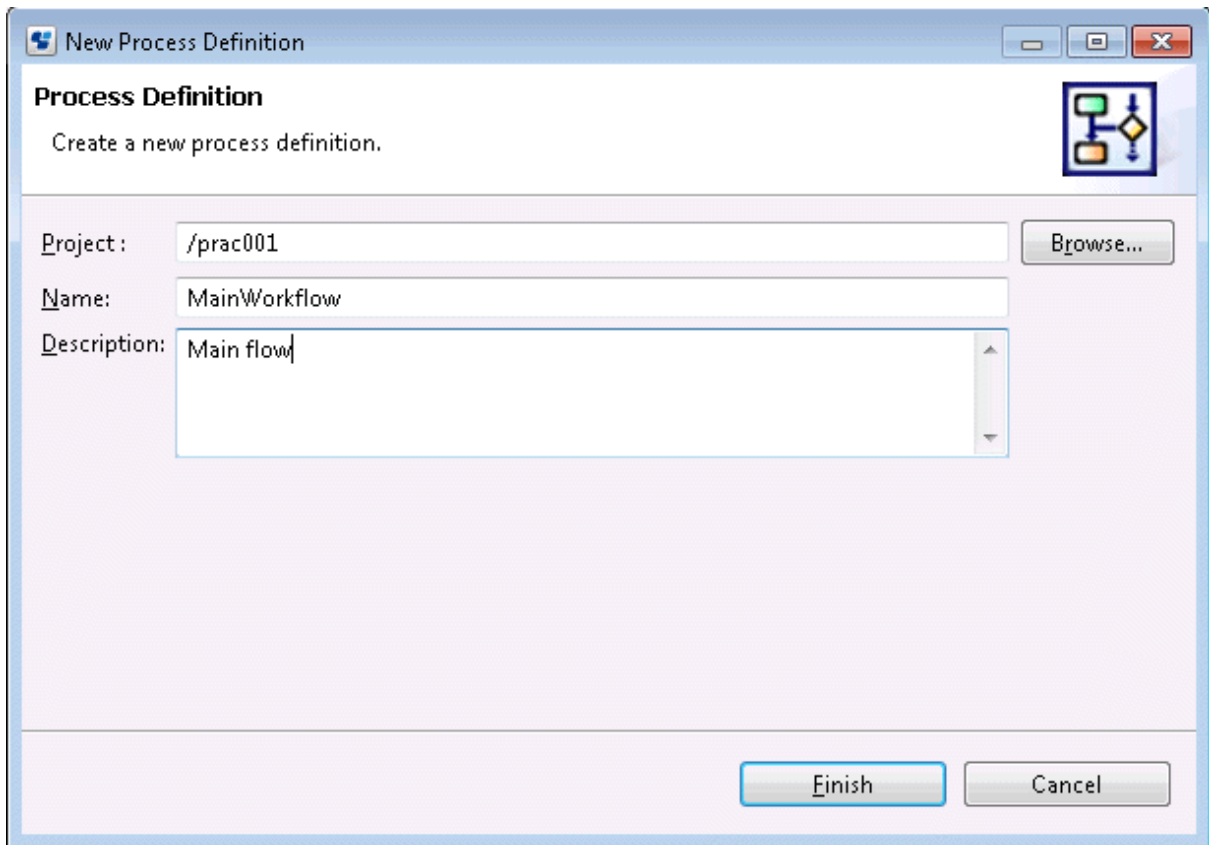 New Process Definition
Process Definition
Create a new process definition.
Project : /prac001 Browse...
Name: MainWorkflow
Description: Main flow
Finish Cancel